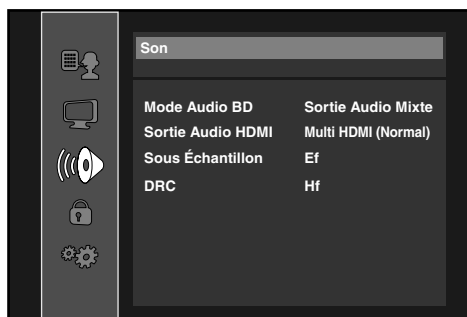 Son
Mode Audio BD Sortie Audio Mixte
Sortie Audio HDMI Multi HDMI (Normal)
Sous Échantillon Ef
DRC Hf